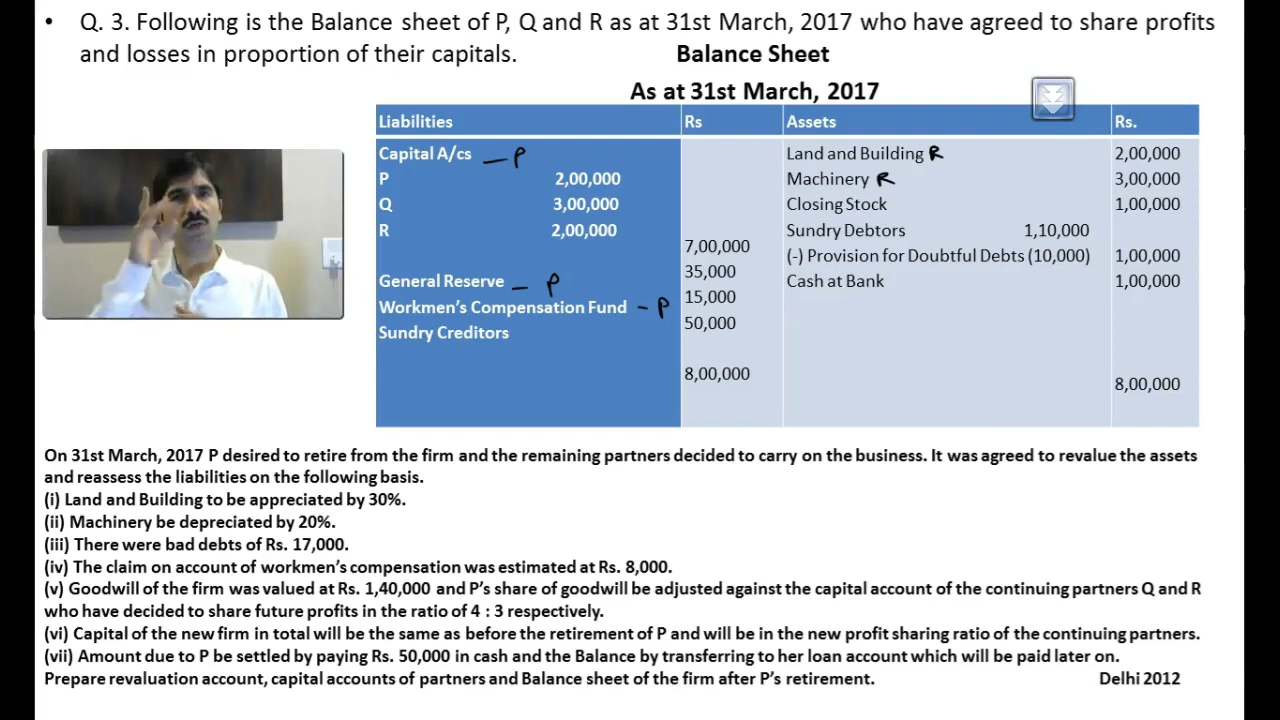 • Q. 3. Following is the Balance sheet of P, Q and R as at 31st March, 2017 who have agreed to share profits
and losses in proportion of their capitals. Balance Sheet
As at 31st March, 2017
Liabilities Rs Assets Rs.
Capital A/cs — P Land and Building R 2,00,000
P 2,00,000 Machinery R 3,00,000
Q 3,00,000 Closing Stock 1,00,000
R 2,00,000 Sundry Debtors 1,10,000
7,00,000 (-) Provision for Doubtful Debts (10,000) 1,00,000
General Reserve — P 35,000 Cash at Bank 1,00,000
Workmen's Compensation Fund - P 15,000
Sundry Creditors 50,000
8,00,000 8,00,000
On 31st March, 2017 P desired to retire from the firm and the remaining partners decided to carry on the business. It was agreed to revalue the assets
and reassess the liabilities on the following basis.
(i) Land and Building to be appreciated by 30%.
(ii) Machinery be depreciated by 20%.
(iii) There were bad debts of Rs. 17,000.
(iv) The claim on account of workmen's compensation was estimated at Rs. 8,000.
(v) Goodwill of the firm was valued at Rs. 1,40,000 and P's share of goodwill be adjusted against the capital account of the continuing partners Q and R
who have decided to share future profits in the ratio of 4 : 3 respectively.
(vi) Capital of the new firm in total will be the same as before the retirement of P and will be in the new profit sharing ratio of the continuing partners.
(vii) Amount due to P be settled by paying Rs. 50,000 in cash and the Balance by transferring to her loan account which will be paid later on.
Prepare revaluation account, capital accounts of partners and Balance sheet of the firm after P's retirement. Delhi 2012